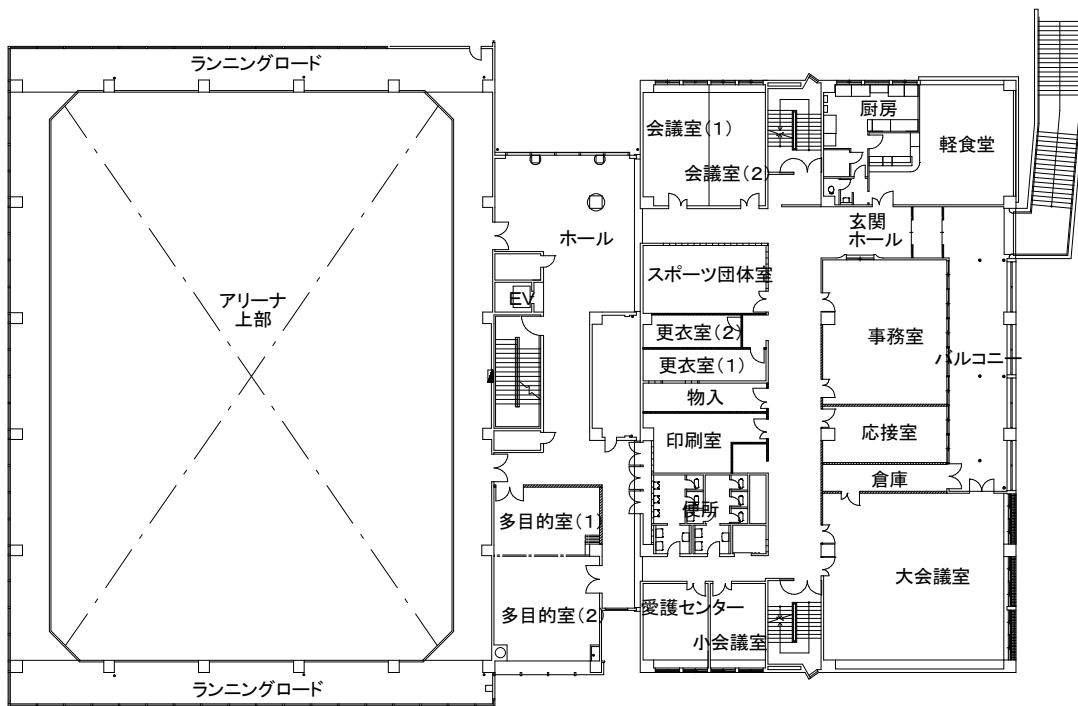 ランニングロード
会議室(1)
会議室(2)
厨房
軽食堂
玄関
ホール
ホール
スポーツ団体室
EV
アリーナ
上部
更衣室(2)
更衣室(1)
事務室
バルコニー
物入
印刷室
応接室
倉庫
便所
多目的室(1)
大会議室
多目的室(2)
愛護センター
小会議室
ランニングロード